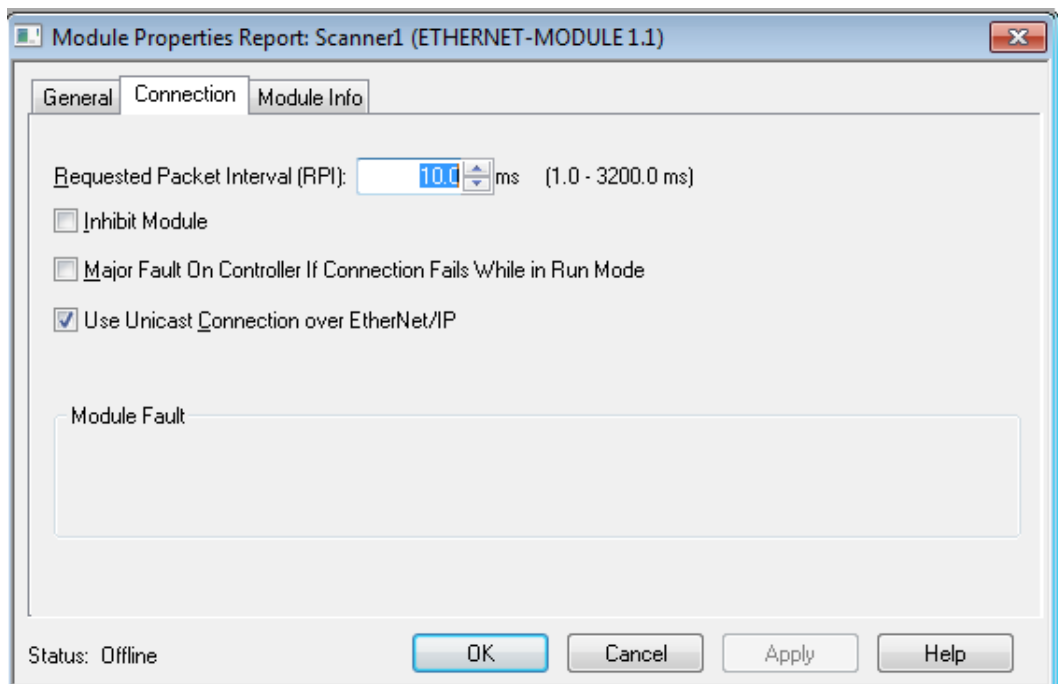 Module Properties Report: Scanner1 (ETHERNET-MODULE 1.1)
General Connection Module Info
Requested Packet Interval (RPI): 10.0 ms (1.0 - 3200.0 ms)
Inhibit Module
Major Fault On Controller If Connection Fails While in Run Mode
Use Unicast Connection over EtherNet/IP
Module Fault
Status: Offline OK Cancel Apply Help